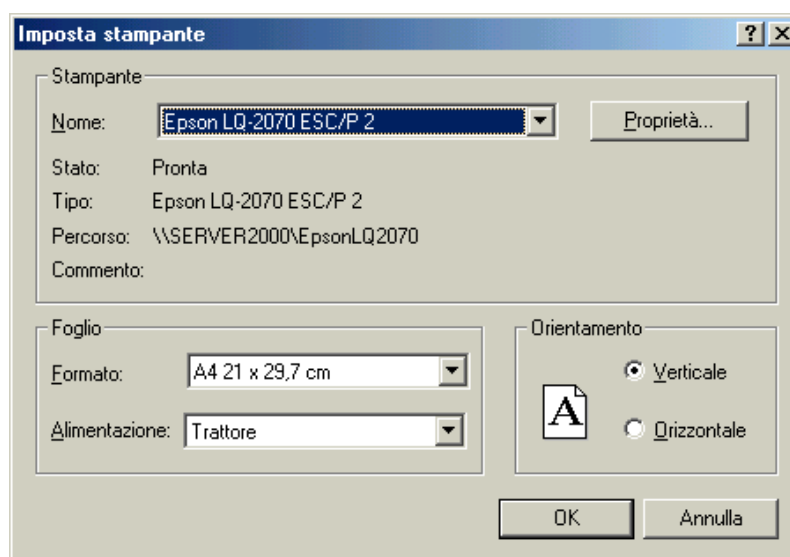 Imposta stampante
Stampante
Nome: Epson LQ-2070 ESC/P 2 Proprietà...
Stato: Pronta
Tipo: Epson LQ-2070 ESC/P 2
Percorso: \\SERVER2000\EpsonLQ2070
Commento:
Foglio
Formato: A4 21 x 29,7 cm
Alimentazione: Trattore
Orientamento
A
Verticale
Orizzontale
OK Annulla